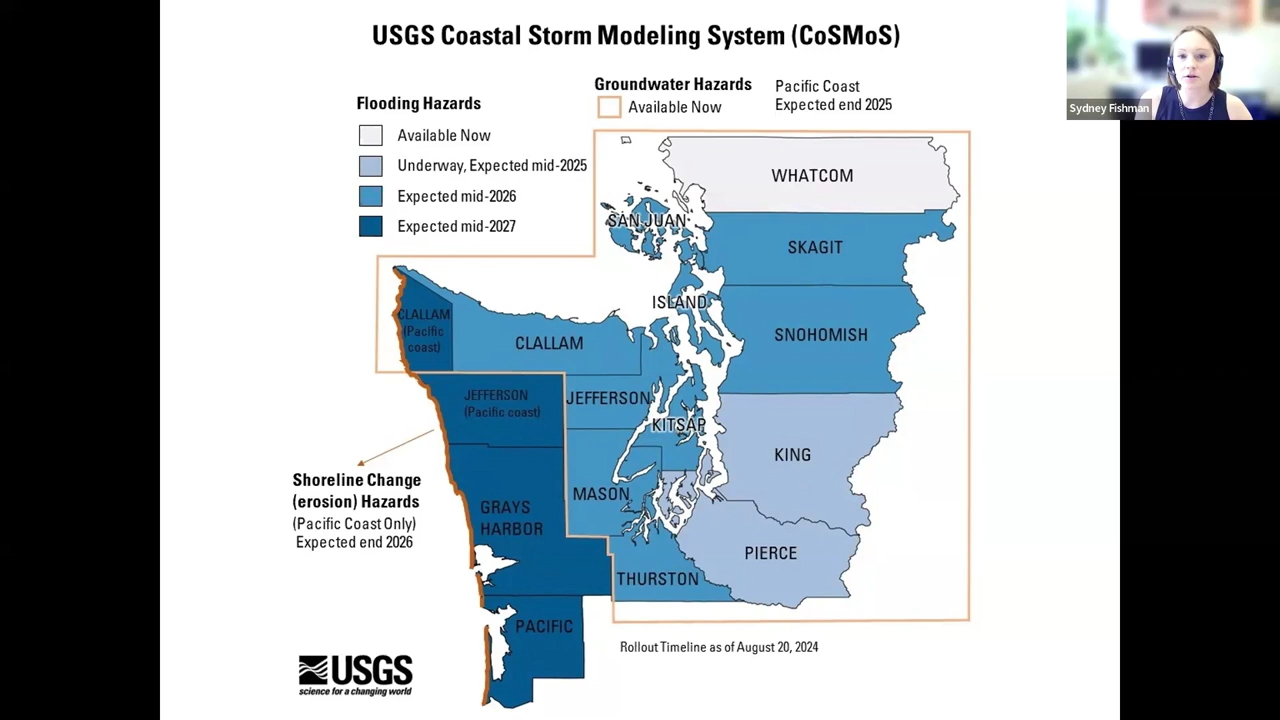 USGS Coastal Storm Modeling System (CoSMoS)
Sydney Fishman
Flooding Hazards
Available Now
Underway, Expected mid-2025
Expected mid-2026
Expected mid-2027
Groundwater Hazards
Available Now
Pacific Coast
Expected end 2025
WHATCOM
SAN JUAN
SKAGIT
ISLAND
SNOHOMISH
CLALLAM
(Pacific
coast)
CLALLAM
JEFFERSON
(Pacific coast)
JEFFERSON
KITSAP
KING
Shoreline Change
(erosion) Hazards
(Pacific Coast Only)
Expected end 2026
MASON
GRAYS
HARBOR
PIERCE
THURSTON
PACIFIC
Rollout Timeline as of August 20, 2024
USGS
science for a changing world